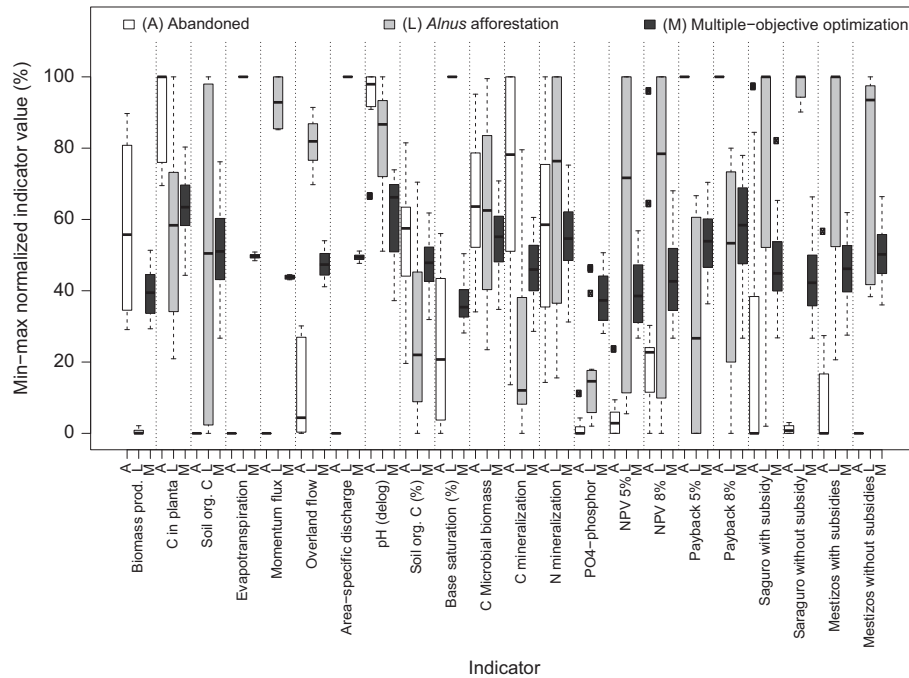 (A) Abandoned
(L) Alnus afforestation
(M) Multiple−objective optimization
Min−max normalized indicator value (%)
100
80
60
40
20
0
A L M A L M A L M A L M A L M A L M A L M A L M A L M A L M A L M A L M A L M A L M A L M A L M A L M A L M A L M A L M A L M A L M
Biomass prod.
C in planta
Soil org. C
Evapotranspiration
Momentum flux
Overland flow
Area−specific discharge
pH (delog)
Soil org. C (%)
Base saturation (%)
C Microbial biomass
C mineralization
N mineralization
PO4−phosphor
NPV 5%
NPV 8%
Payback 5%
Payback 8%
Saguro with subsidy
Saraguro without subsidy
Mestizos with subsidies
Mestizos without subsidies
Indicator